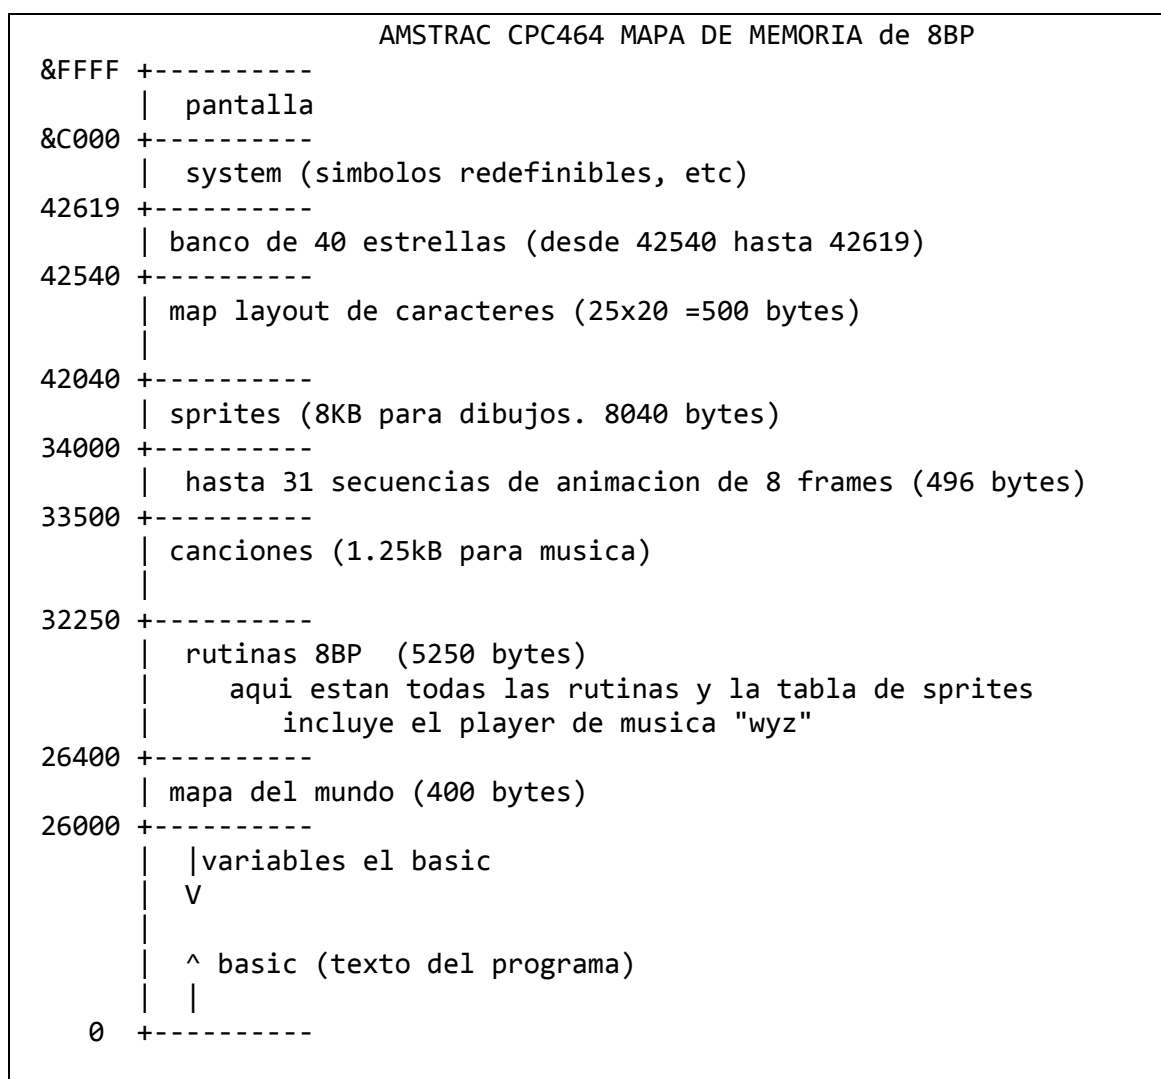 AMSTRAC CPC464 MAPA DE MEMORIA de 8BP
&FFFF +----------
| pantalla
&C000 +----------
| system (simbolos redefinibles, etc)
42619 +----------
| banco de 40 estrellas (desde 42540 hasta 42619)
42540 +----------
| map layout de caracteres (25x20 =500 bytes)
|
42040 +----------
| sprites (8KB para dibujos. 8040 bytes)
34000 +----------
| hasta 31 secuencias de animacion de 8 frames (496 bytes)
33500 +----------
| canciones (1.25kB para musica)
|
32250 +----------
| rutinas 8BP (5250 bytes)
| aqui estan todas las rutinas y la tabla de sprites
| incluye el player de musica "wyz"
26400 +----------
| mapa del mundo (400 bytes)
26000 +----------
| |variables el basic
| V
|
| ^ basic (texto del programa)
| |
0 +----------